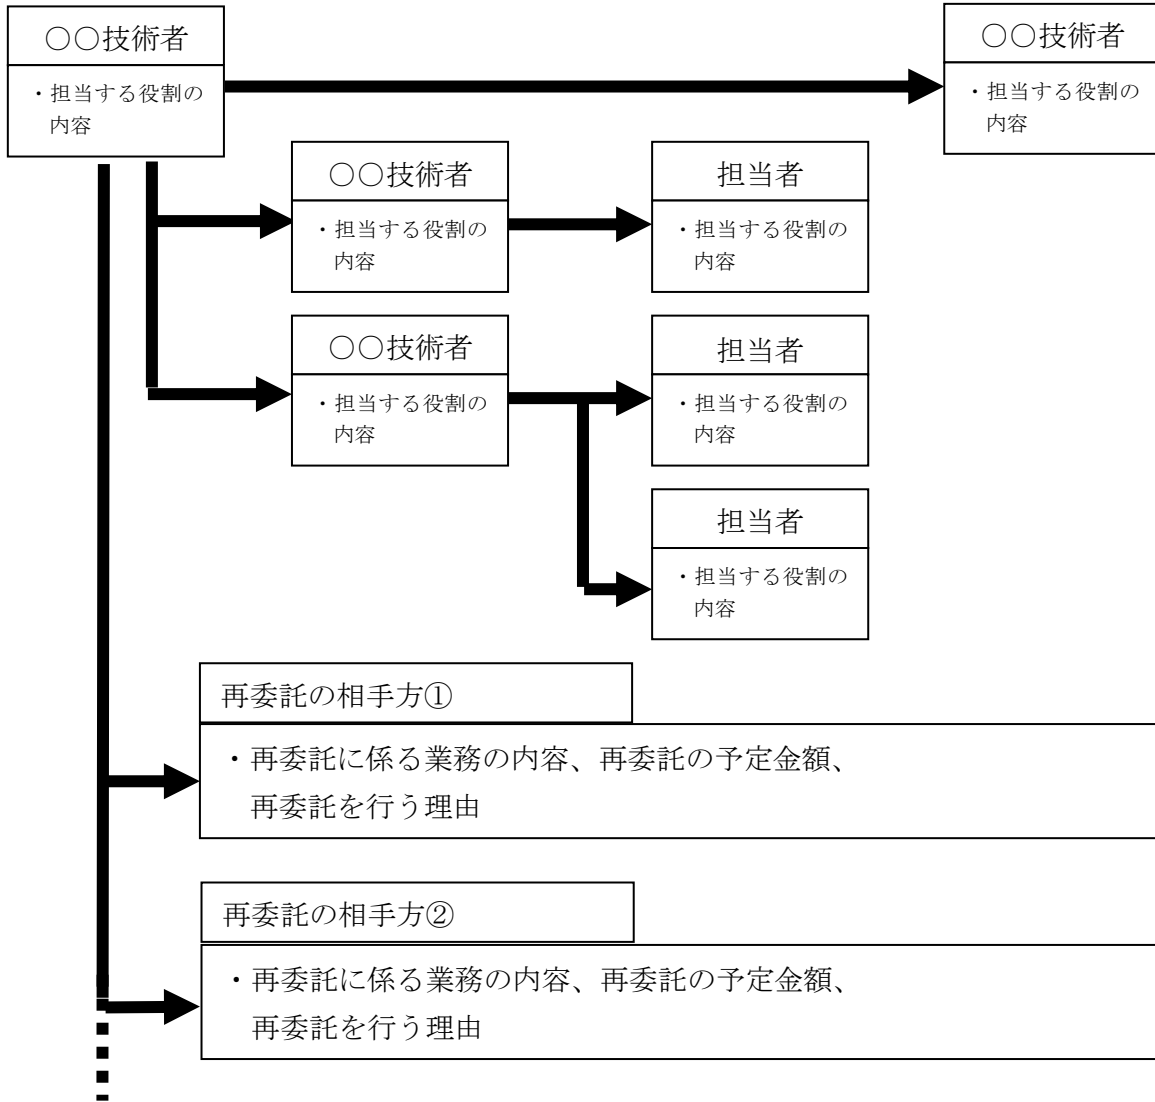 ○○技術者
・担当する役割の
内容
○○技術者
・担当する役割の
内容
○○技術者
・担当する役割の
内容
担当者
・担当する役割の
内容
○○技術者
・担当する役割の
内容
担当者
・担当する役割の
内容
担当者
・担当する役割の
内容
再委託の相手方①
・再委託に係る業務の内容、再委託の予定金額、
再委託を行う理由
再委託の相手方②
・再委託に係る業務の内容、再委託の予定金額、
再委託を行う理由